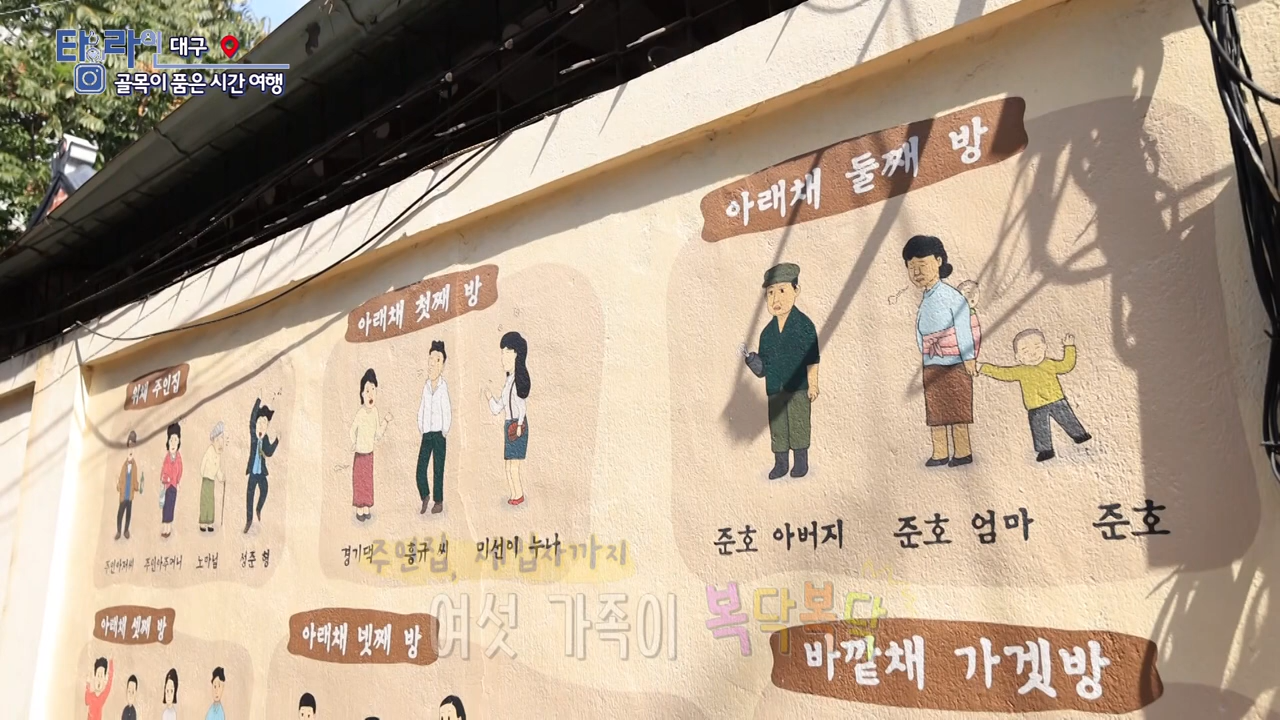 타라이 대구
골목이 품은 시간 여행
아래채 둘째 방
준호 아버지 준호 엄마 준호
아래채 첫째 방
경기댁 흥규 씨 미선이 누나
위채 주인집
주인아저씨 주인아주머니 노마님 성준 형
주인집, 세입자까지
여섯 가족이 복닥복닥
아래채 셋째 방
아래채 넷째 방
바깥채 가겟방